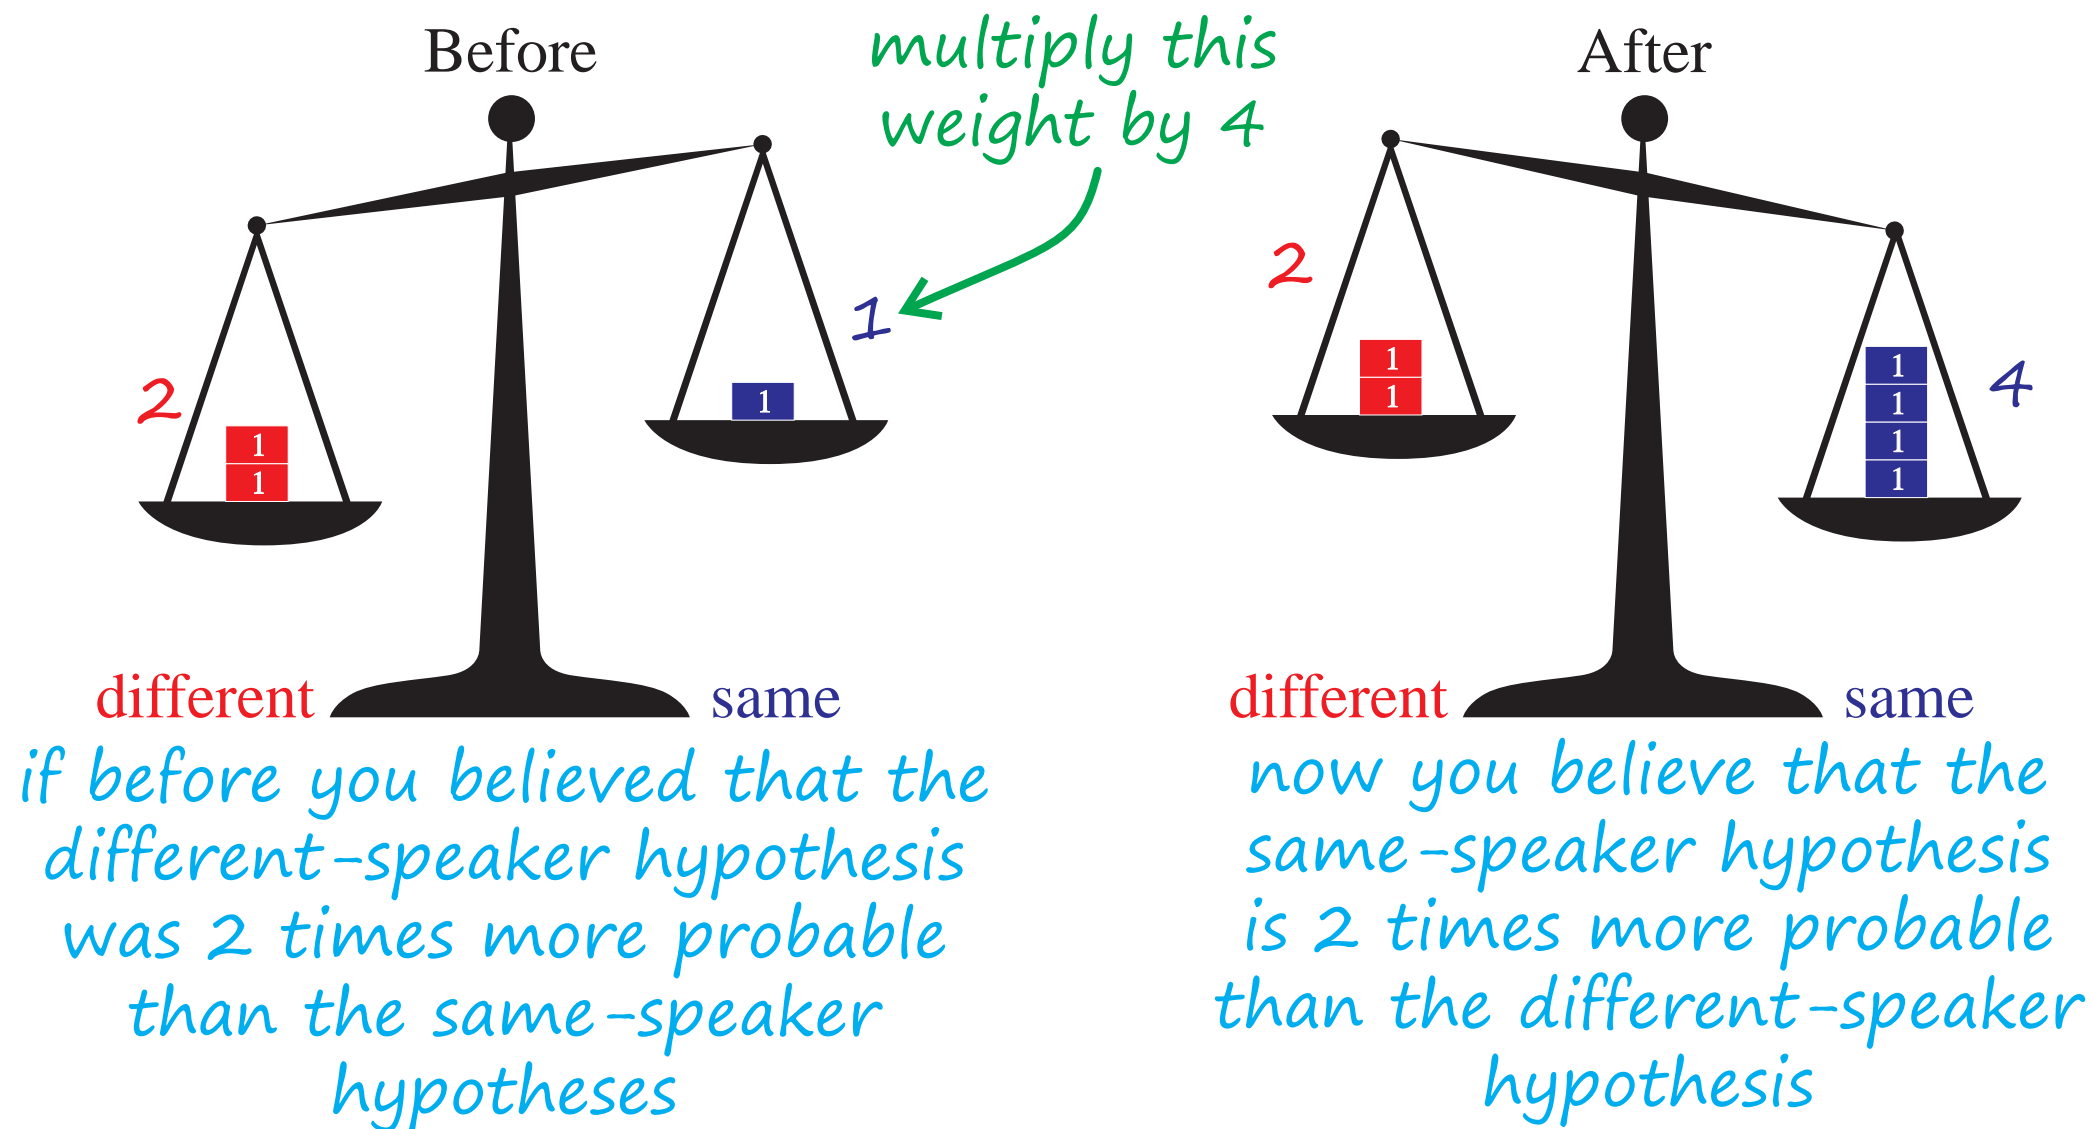 Before
multiply this
weight by 4
After
2
1
1
1
1
2
1
1
1
1
1
1
4
different
same
different
same
if before you believed that the
different-speaker hypothesis
was 2 times more probable
than the same-speaker
hypotheses
now you believe that the
same-speaker hypothesis
is 2 times more probable
than the different-speaker
hypothesis